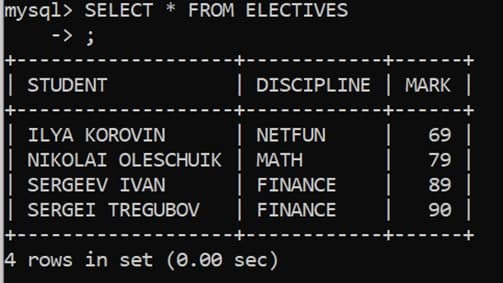 mysql> SELECT * FROM ELECTIVES
    -> ;
+-------------------+------------+------+
| STUDENT           | DISCIPLINE | MARK |
+-------------------+------------+------+
| ILYA KOROVIN      | NETFUN     |   69 |
| NIKOLAI OLESCHUIK | MATH       |   79 |
| SERGEEV IVAN      | FINANCE    |   89 |
| SERGEI TREGUBOV   | FINANCE    |   90 |
+-------------------+------------+------+
4 rows in set (0.00 sec)